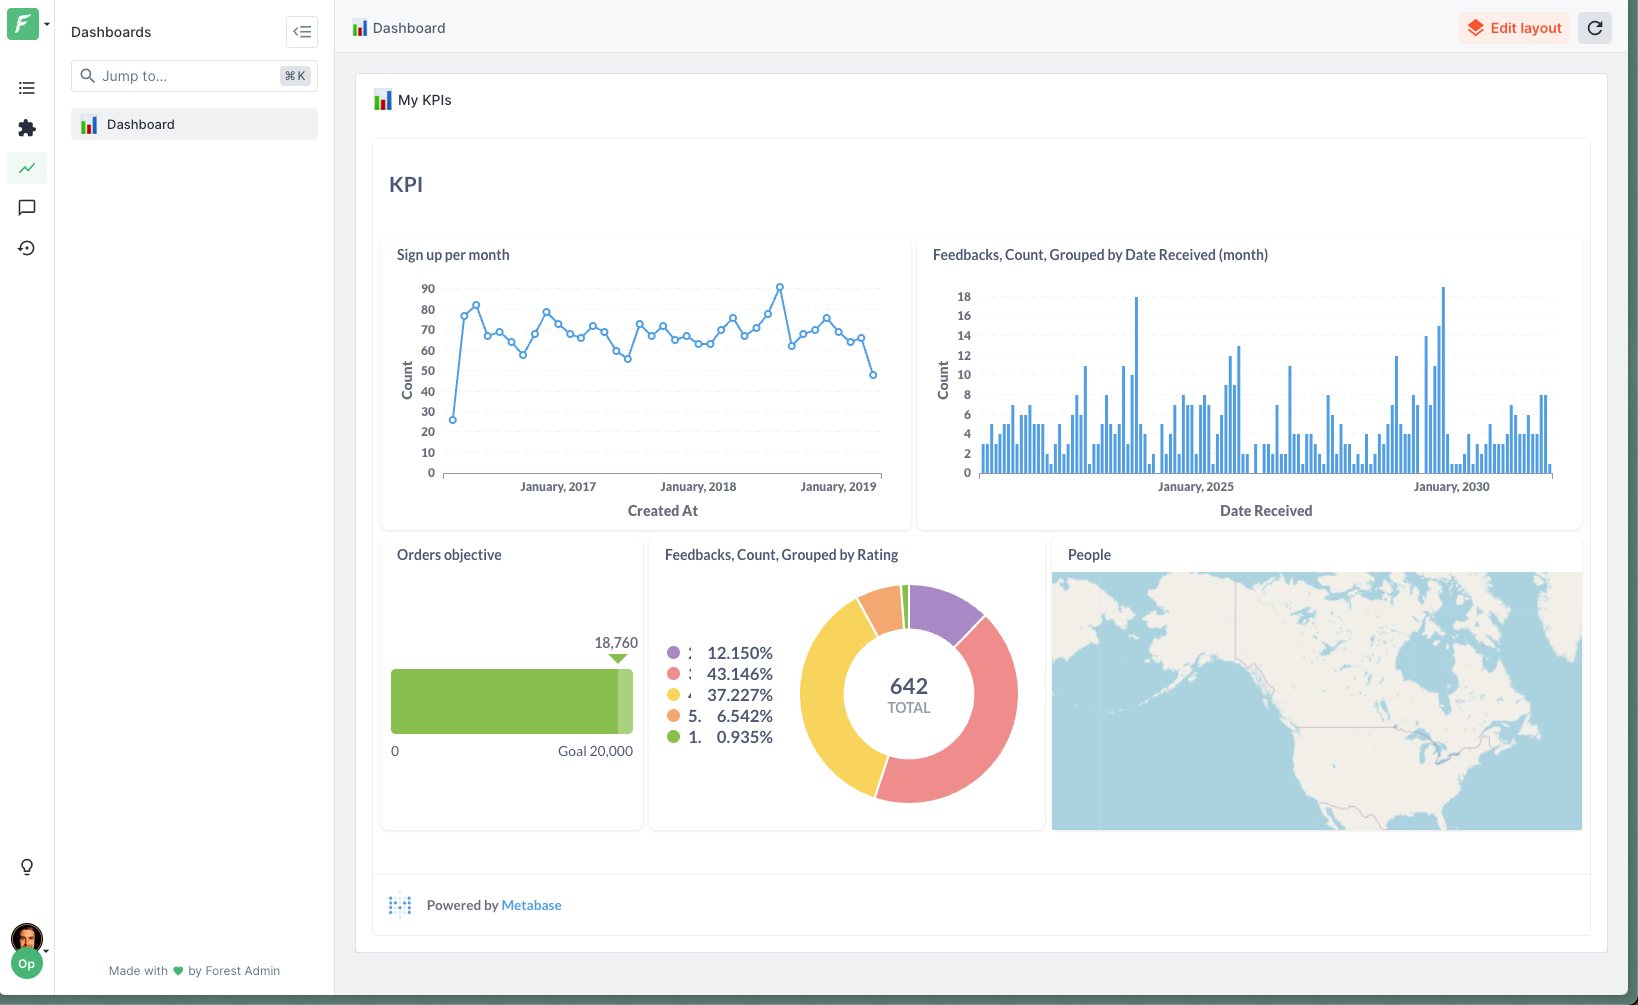 Dashboards
Jump to...
⌘ K
Dashboard
Dashboard
Edit layout
My KPIs
KPI
Sign up per month
Count
90
80
70
60
50
40
30
20
10
0
January, 2017
January, 2018
January, 2019
Created At
Feedbacks, Count, Grouped by Date Received (month)
Count
18
16
14
12
10
8
6
4
2
0
January, 2025
January, 2030
Date Received
Orders objective
18,760
0
Goal 20,000
Feedbacks, Count, Grouped by Rating
12.150%
43.146%
37.227%
5. 6.542%
1. 0.935%
642
TOTAL
People
Powered by Metabase
Op
Made with ♥ by Forest Admin